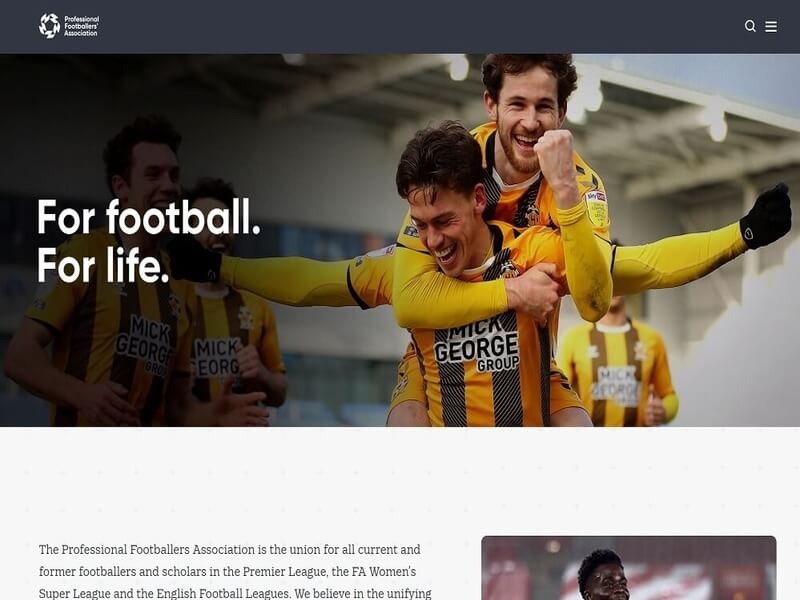 Professional
Footballers'
Association
For football.
For life.
MICK
GEORGE
GROUP
MICK
GEORGE
MICK
GEORGE
GROUP
sky
MICK
GEORGE
The Professional Footballers Association is the union for all current and
former footballers and scholars in the Premier League, the FA Women's
Super League and the English Football Leagues. We believe in the unifying